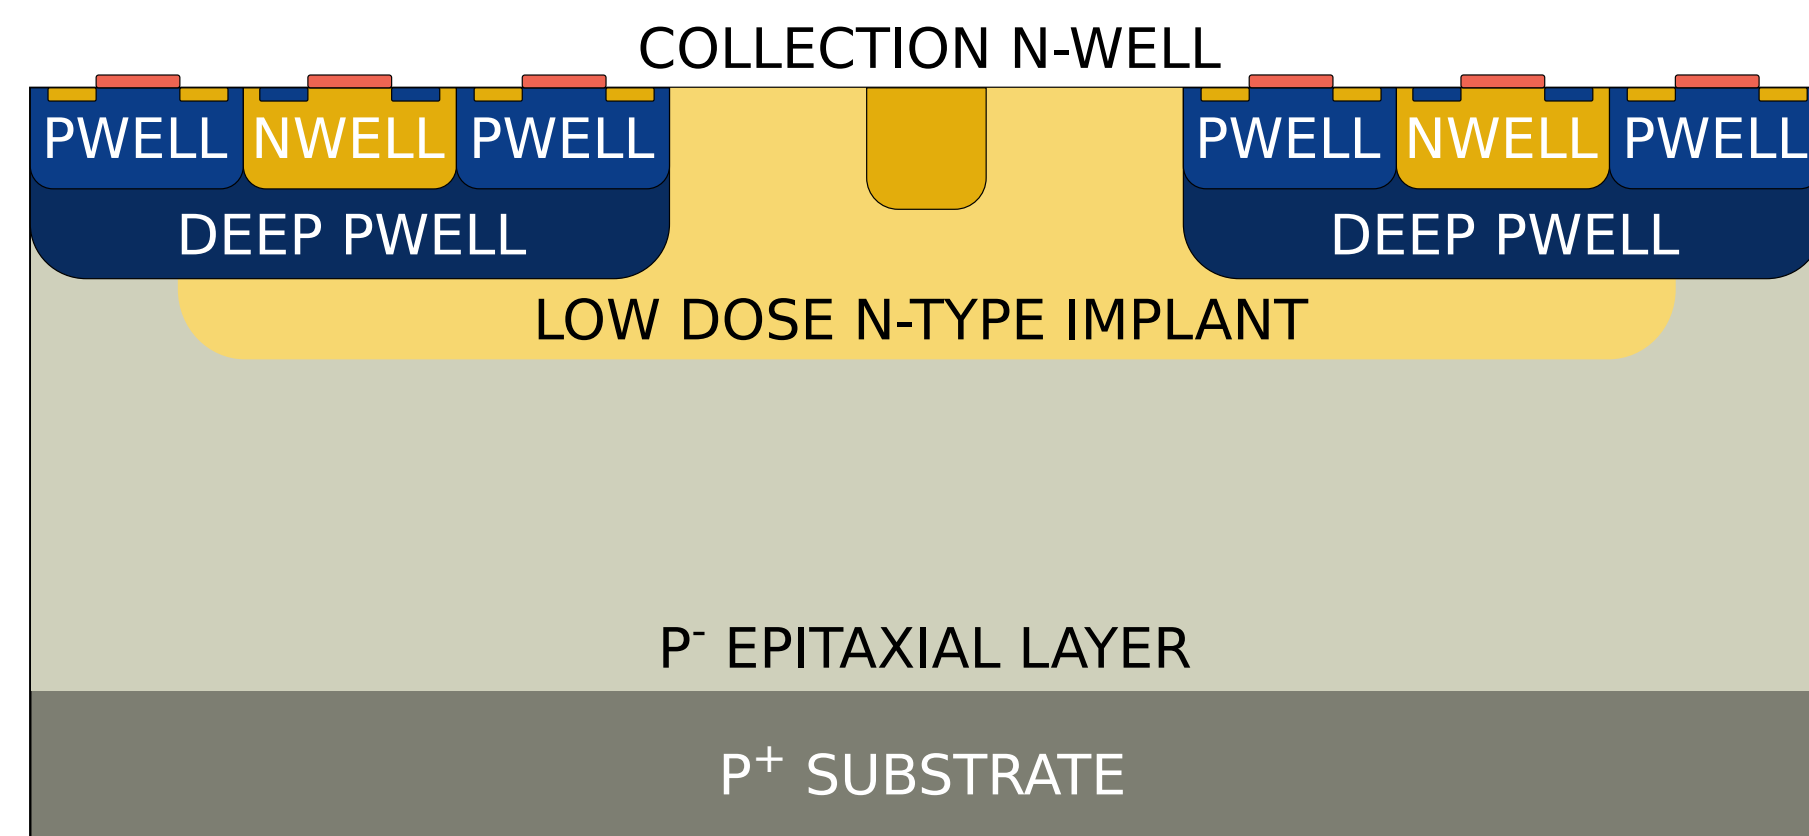 COLLECTION N-WELL
PWELL NWELL PWELL PWELL NWELL PWELL
DEEP PWELL DEEP PWELL
LOW DOSE N-TYPE IMPLANT
P⁻ EPITAXIAL LAYER
P⁺ SUBSTRATE